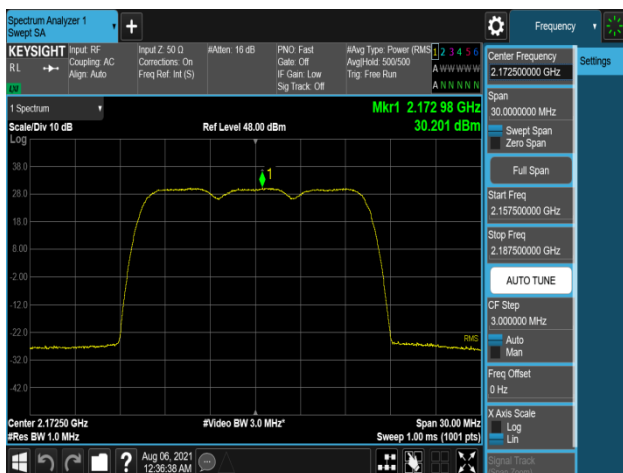 Spectrum Analyzer 1
Swept SA
Frequency
KEYSIGHT
Input: RF
Input Z: 50 Ω
#Atten: 16 dB
PNO: Fast
#Avg Type: Power (RMS
1 2 3 4 5 6
RL
Coupling: AC
Corrections: On
Gate: Off
Avg|Hold: 500/500
A WWWWW
Align: Auto
Freq Ref: Int (S)
IF Gain: Low
Trig: Free Run
Sig Track: Off
A N N N N N
Center Frequency
2.172500000 GHz
Settings
1 Spectrum
Mkr1 2.172 98 GHz
Scale/Div 10 dB
Ref Level 48.00 dBm
30.201 dBm
Log
Span
30.0000000 MHz
Swept Span
Zero Span
Full Span
Start Freq
2.157500000 GHz
Stop Freq
2.187500000 GHz
AUTO TUNE
CF Step
3.000000 MHz
Auto
Man
Freq Offset
0 Hz
X Axis Scale
Log
Lin
Signal Track
38.0
28.0
18.0
8.00
-2.00
-12.0
-22.0
-32.0
-42.0
1
RMS
Center 2.17250 GHz
#Video BW 3.0 MHz*
Span 30.00 MHz
#Res BW 1.0 MHz
Sweep 1.00 ms (1001 pts)
?
Aug 06, 2021
12:36:38 AM